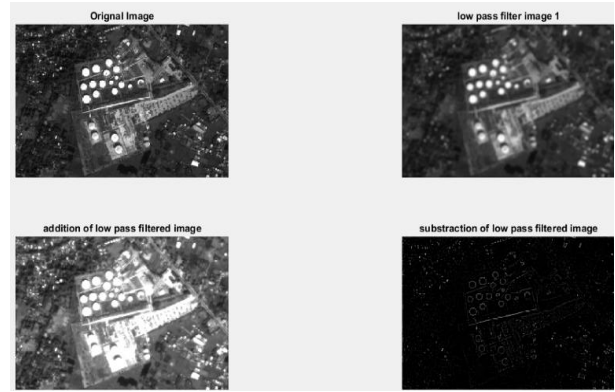 Orignal Image
low pass filter image 1
addition of low pass filtered image
substraction of low pass filtered image